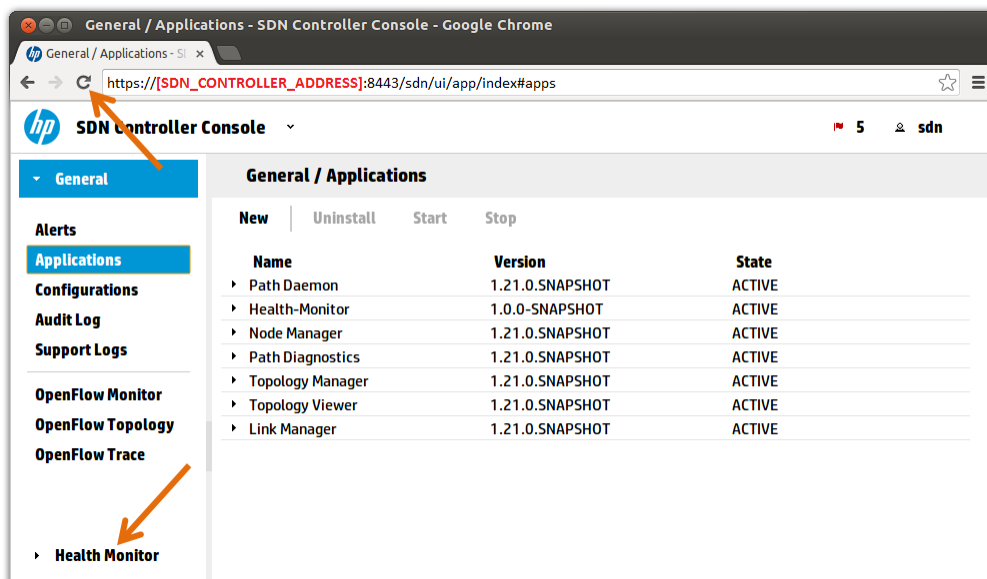 General / Applications - SDN Controller Console - Google Chrome
General / Applications - S
https://[SDN_CONTROLLER_ADDRESS]:8443/sdn/ui/app/index#apps
hp SDN Controller Console 5 sdn
General
General / Applications
New Uninstall Start Stop
Alerts
Applications
Configurations
Audit Log
Support Logs
OpenFlow Monitor
OpenFlow Topology
OpenFlow Trace
Health Monitor
Name Version State
Path Daemon 1.21.0.SNAPSHOT ACTIVE
Health-Monitor 1.0.0-SNAPSHOT ACTIVE
Node Manager 1.21.0.SNAPSHOT ACTIVE
Path Diagnostics 1.21.0.SNAPSHOT ACTIVE
Topology Manager 1.21.0.SNAPSHOT ACTIVE
Topology Viewer 1.21.0.SNAPSHOT ACTIVE
Link Manager 1.21.0.SNAPSHOT ACTIVE